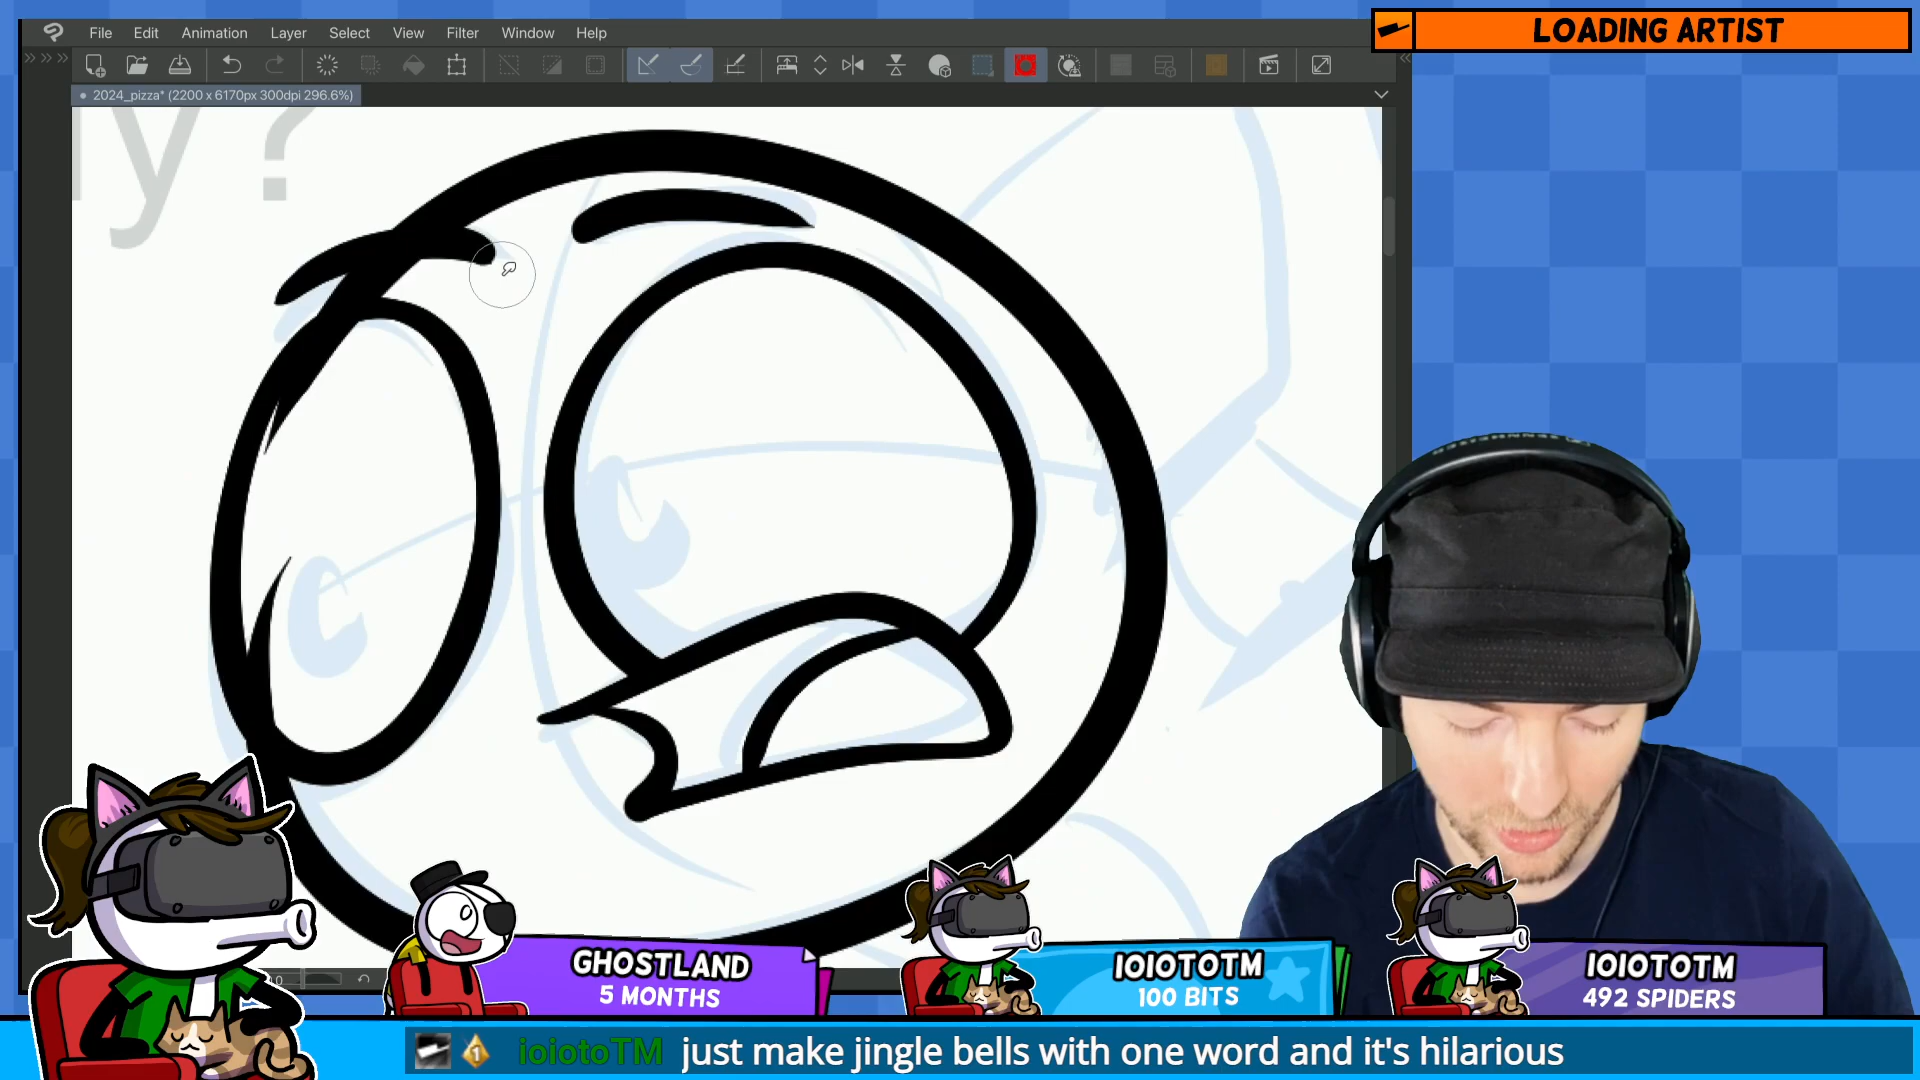 File Edit Animation Layer Select View Filter Window Help
LOADING ARTIST
2024_pizza* (2200 x 6170px 300dpi 296.6%)
y?
GHOSTLAND
5 MONTHS
IOIOTOTM
100 BITS
IOIOTOTM
492 SPIDERS
1
ioiotoTM just make jingle bells with one word and it's hilarious